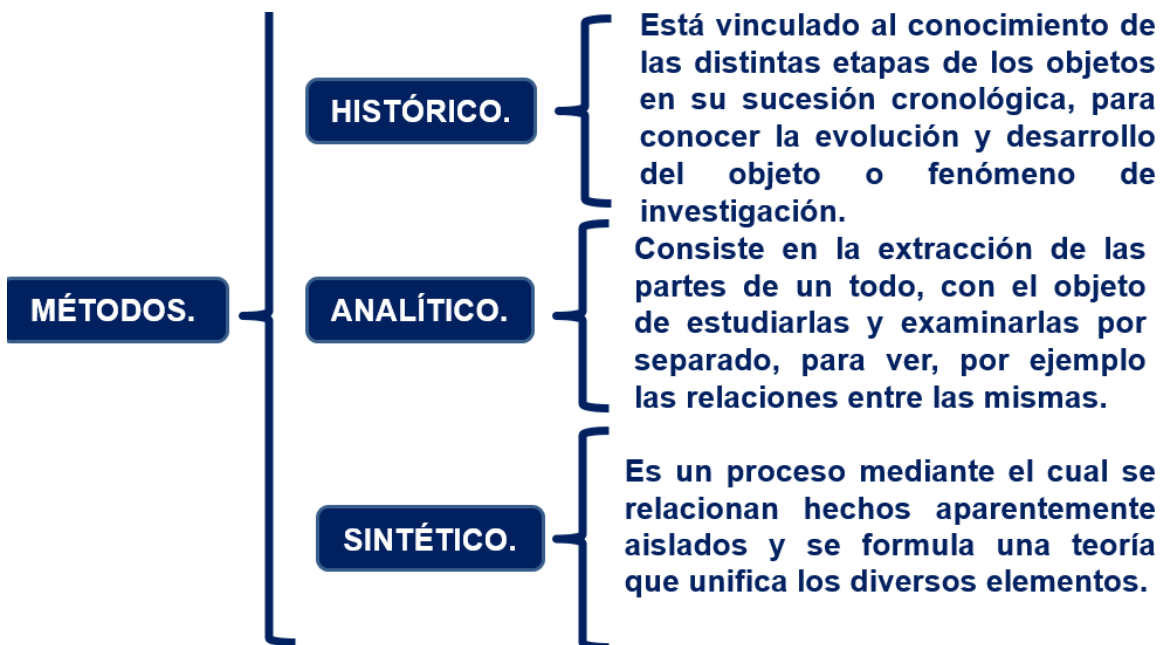 MÉTODOS.
HISTÓRICO.
Está vinculado al conocimiento de
las distintas etapas de los objetos
en su sucesión cronológica, para
conocer la evolución y desarrollo
del objeto o fenómeno de
investigación.
ANALÍTICO.
Consiste en la extracción de las
partes de un todo, con el objeto
de estudiarlas y examinarlas por
separado, para ver, por ejemplo
las relaciones entre las mismas.
SINTÉTICO.
Es un proceso mediante el cual se
relacionan hechos aparentemente
aislados y se formula una teoría
que unifica los diversos elementos.